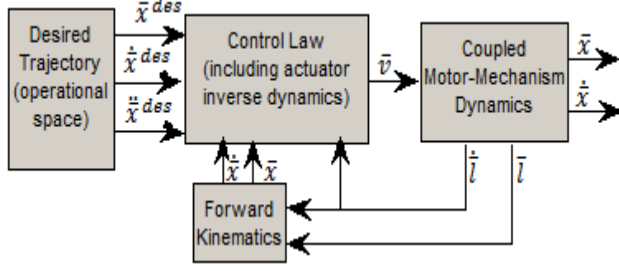 Desired
Trajectory
(operational
space)
x̄ des
ẋ̄ des
ẍ̄ des
Control Law
(including actuator
inverse dynamics)
v̄
Coupled
Motor-Mechanism
Dynamics
x̄
ẋ̄
ẋ̄ x̄
l̇̄ l̄
Forward
Kinematics